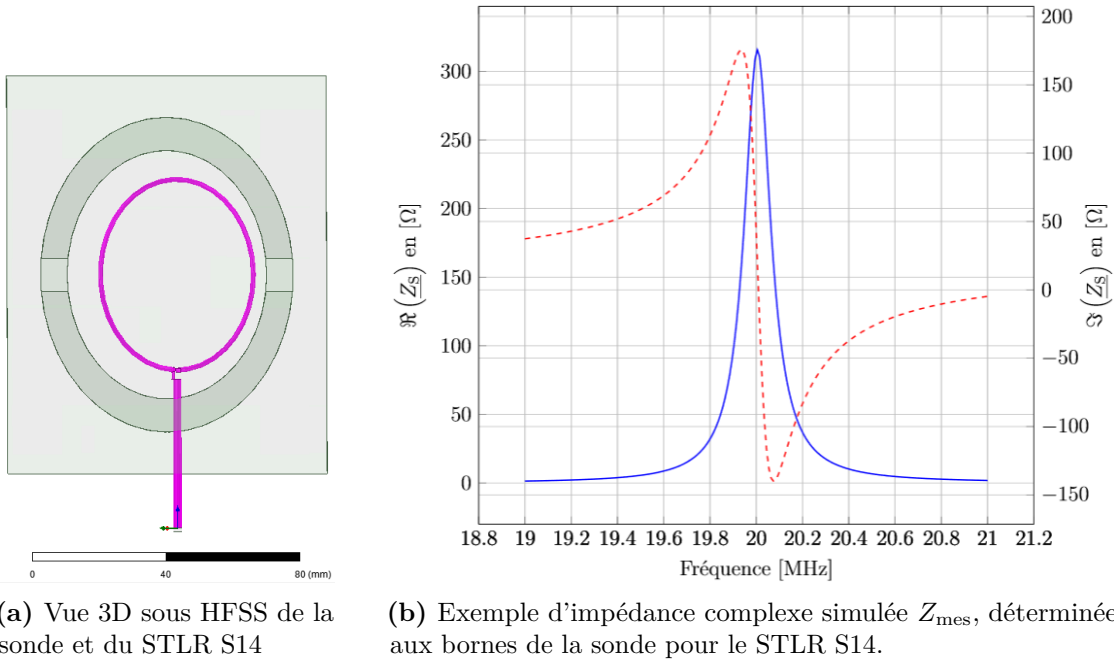 0
40
80 (mm)
(a) Vue 3D sous HFSS de la
sonde et du STLR S14
300
250
200
150
100
50
0
ℜ (Z_S) en [Ω]
200
150
100
50
0
−50
−100
−150
ℑ (Z_S) en [Ω]
18.8 19 19.2 19.4 19.6 19.8 20 20.2 20.4 20.6 20.8 21 21.2
Fréquence [MHz]
(b) Exemple d'impédance complexe simulée Z_mes, déterminée
aux bornes de la sonde pour le STLR S14.